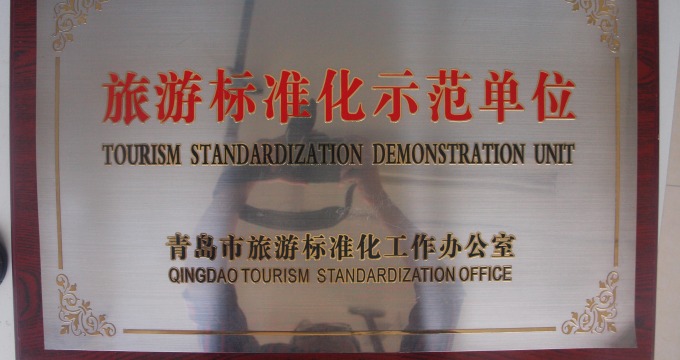 旅游标准化示范单位
TOURISM STANDARDIZATION DEMONSTRATION UNIT
青岛市旅游标准化工作办公室
QINGDAO TOURISM STANDARDIZATION OFFICE